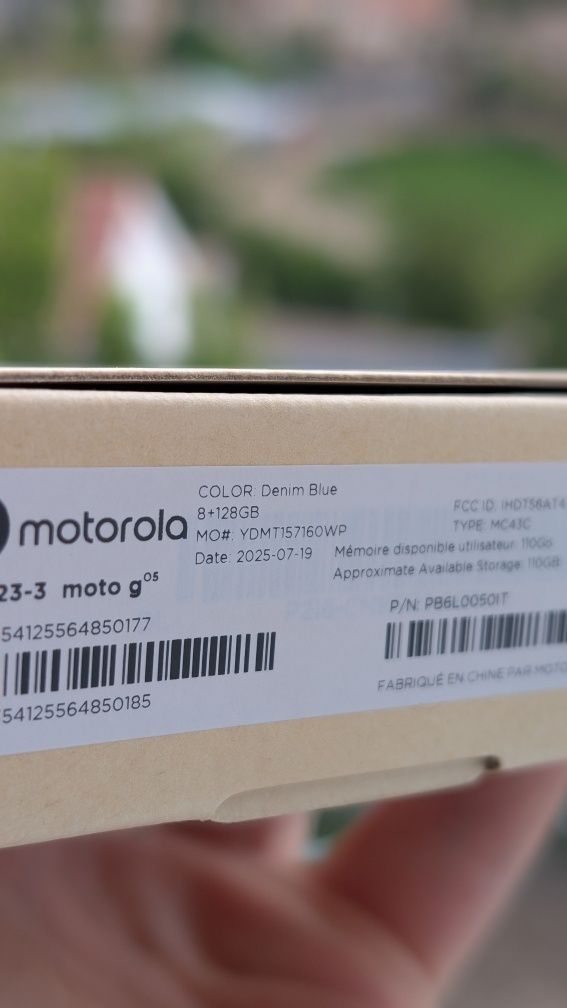 motorola
COLOR: Denim Blue
8+128GB
MO#: YDMT157160WP
Date: 2025-07-19
23-3 moto g05
54125564850177
54125564850185
FCC ID: IHDT56AT4
TYPE: MC43C
Mémoire disponible utilisateur: 110Go
Approximate Available Storage: 110GB
P/N: PB6L0050IT
FABRIQUÉ EN CHINE PAR MOTO